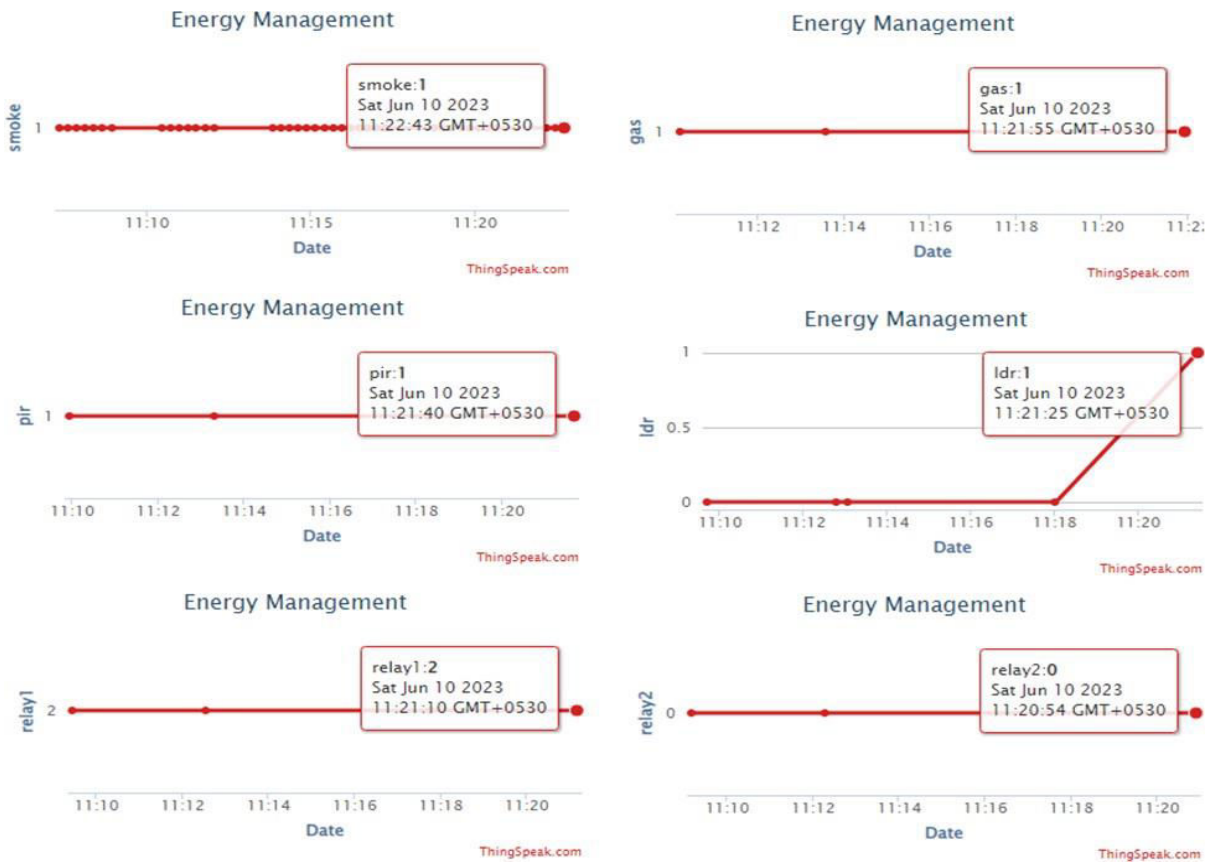 Energy Management
smoke
1
smoke:1
Sat Jun 10 2023
11:22:43 GMT+0530
11:10 11:15 11:20
Date
ThingSpeak.com
Energy Management
gas
1
gas:1
Sat Jun 10 2023
11:21:55 GMT+0530
11:12 11:14 11:16 11:18 11:20 11:2
Date
ThingSpeak.com
Energy Management
pir
1
pir:1
Sat Jun 10 2023
11:21:40 GMT+0530
11:10 11:12 11:14 11:16 11:18 11:20
Date
ThingSpeak.com
Energy Management
ldr
1
0.5
0
ldr:1
Sat Jun 10 2023
11:21:25 GMT+0530
11:10 11:12 11:14 11:16 11:18 11:20
Date
ThingSpeak.com
Energy Management
relay1
2
relay1:2
Sat Jun 10 2023
11:21:10 GMT+0530
11:10 11:12 11:14 11:16 11:18 11:20
Date
ThingSpeak.com
Energy Management
relay2
0
relay2:0
Sat Jun 10 2023
11:20:54 GMT+0530
11:10 11:12 11:14 11:16 11:18 11:20
Date
ThingSpeak.com